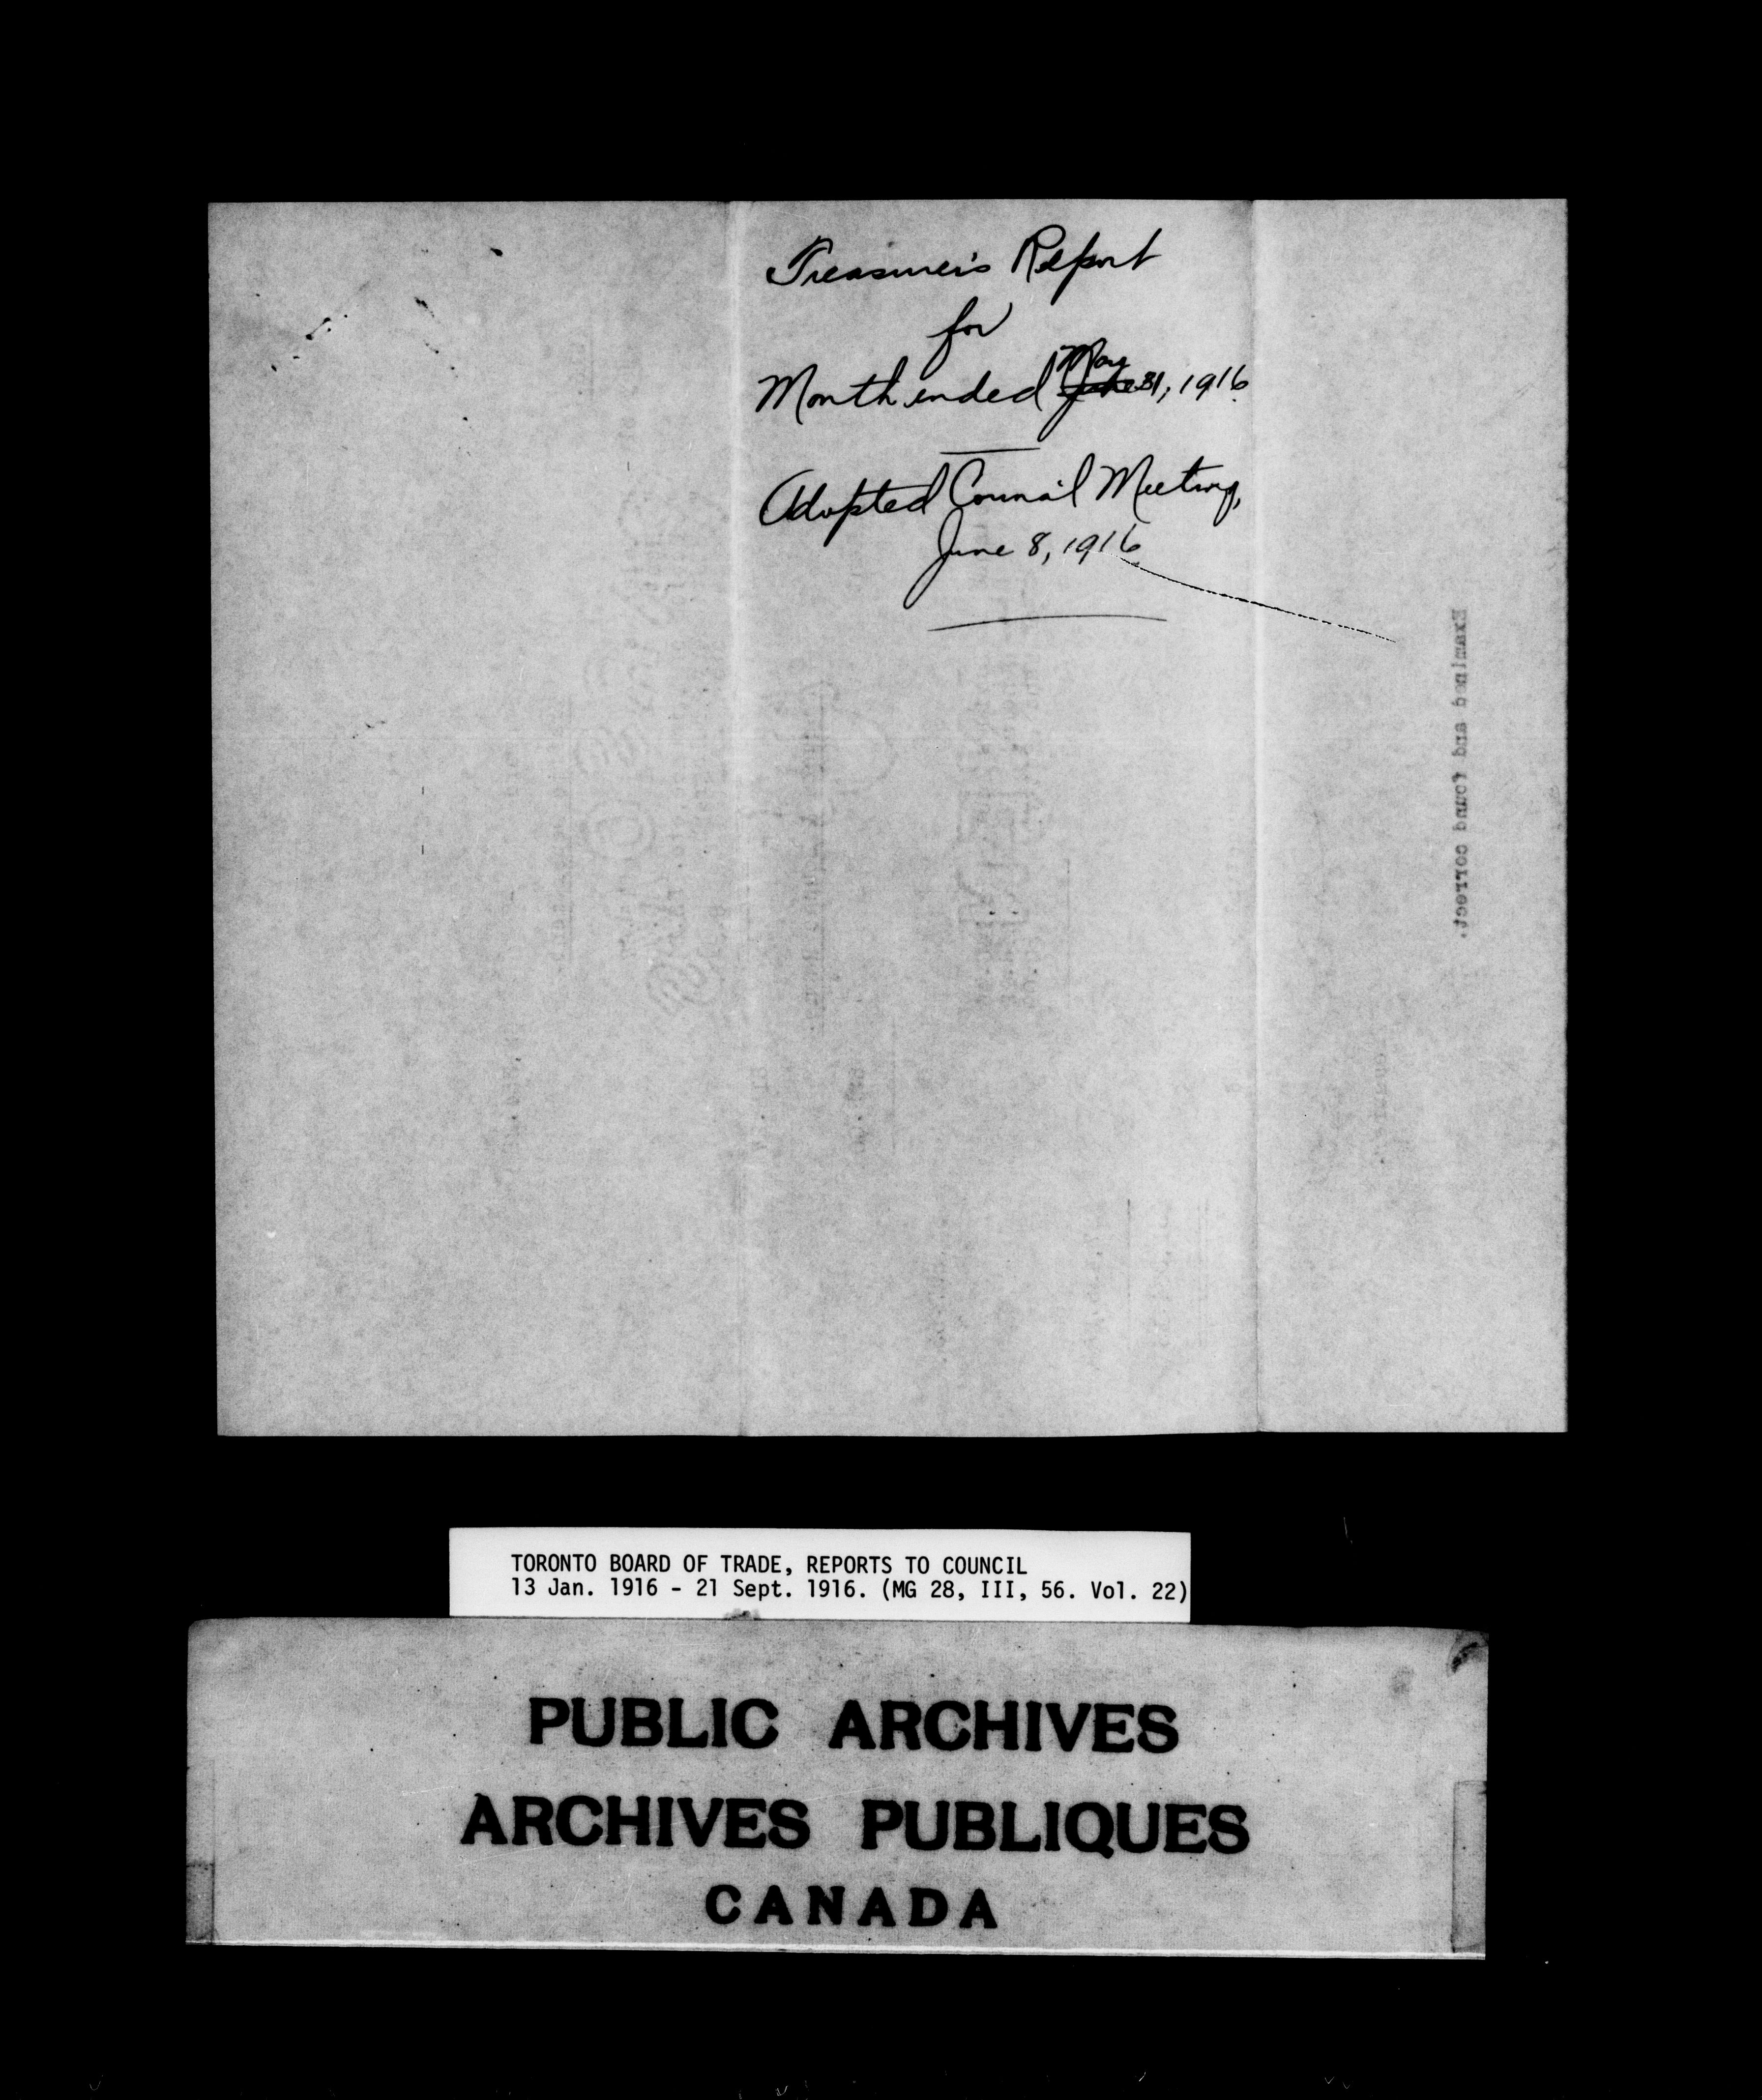 Treasurer's Report
for
Month ended May 31, 1916.
Adopted Council Meeting,
June 8, 1916.
Examined and found correct.
TORONTO BOARD OF TRADE, REPORTS TO COUNCIL
13 Jan. 1916 - 21 Sept. 1916. (MG 28, III, 56. Vol. 22)
PUBLIC ARCHIVES
ARCHIVES PUBLIQUES
CANADA